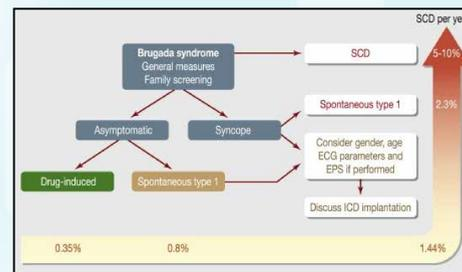 SCD per ye
Brugada syndrome
General measures
Family screening
SCD
5-10%
Spontaneous type 1
2.3%
Asymptomatic
Syncope
Consider gender, age
ECG parameters and
EPS if performed
Drug-induced
Spontaneous type 1
Discuss ICD implantation
0.35%
0.8%
1.44%